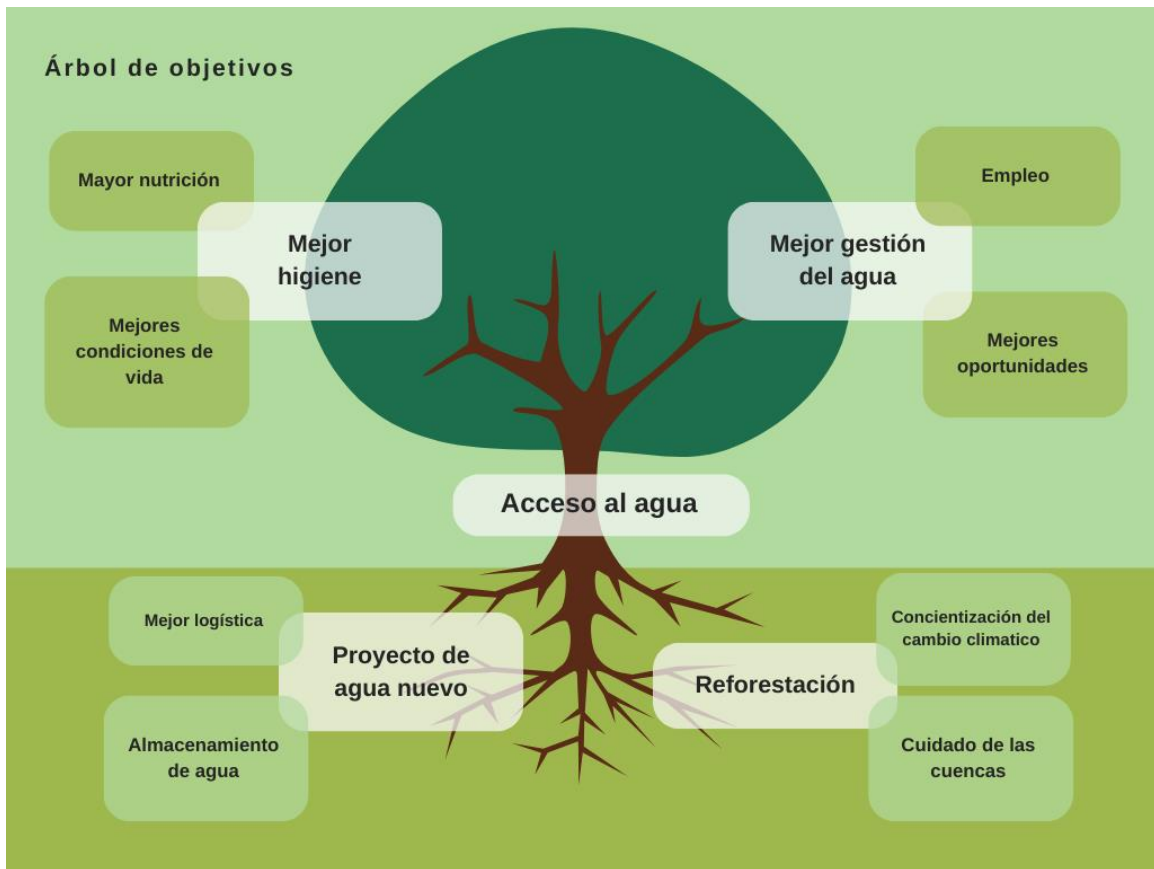 Árbol de objetivos
Mayor nutrición
Mejor
higiene
Mejores
condiciones de
vida
Empleo
Mejor gestión
del agua
Mejores
oportunidades
Acceso al agua
Mejor logística
Proyecto de
agua nuevo
Almacenamiento
de agua
Concientización del
cambio climatico
Reforestación
Cuidado de las
cuencas